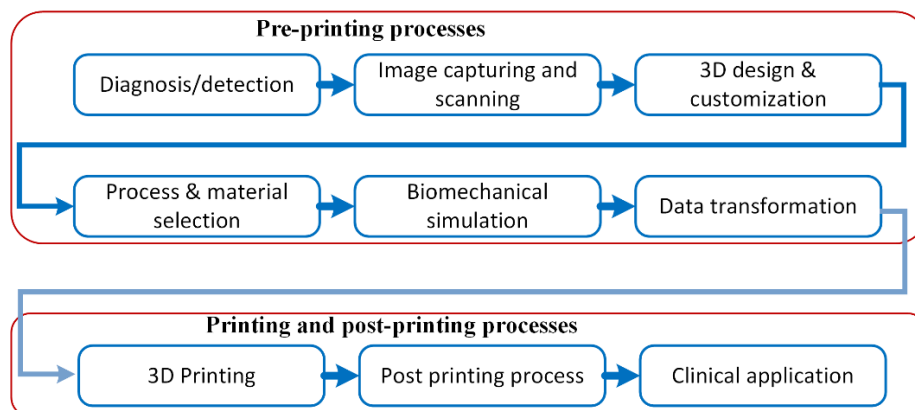 Pre-printing processes
Diagnosis/detection
Image capturing and
scanning
3D design &
customization
Process & material
selection
Biomechanical
simulation
Data transformation
Printing and post-printing processes
3D Printing
Post printing process
Clinical application